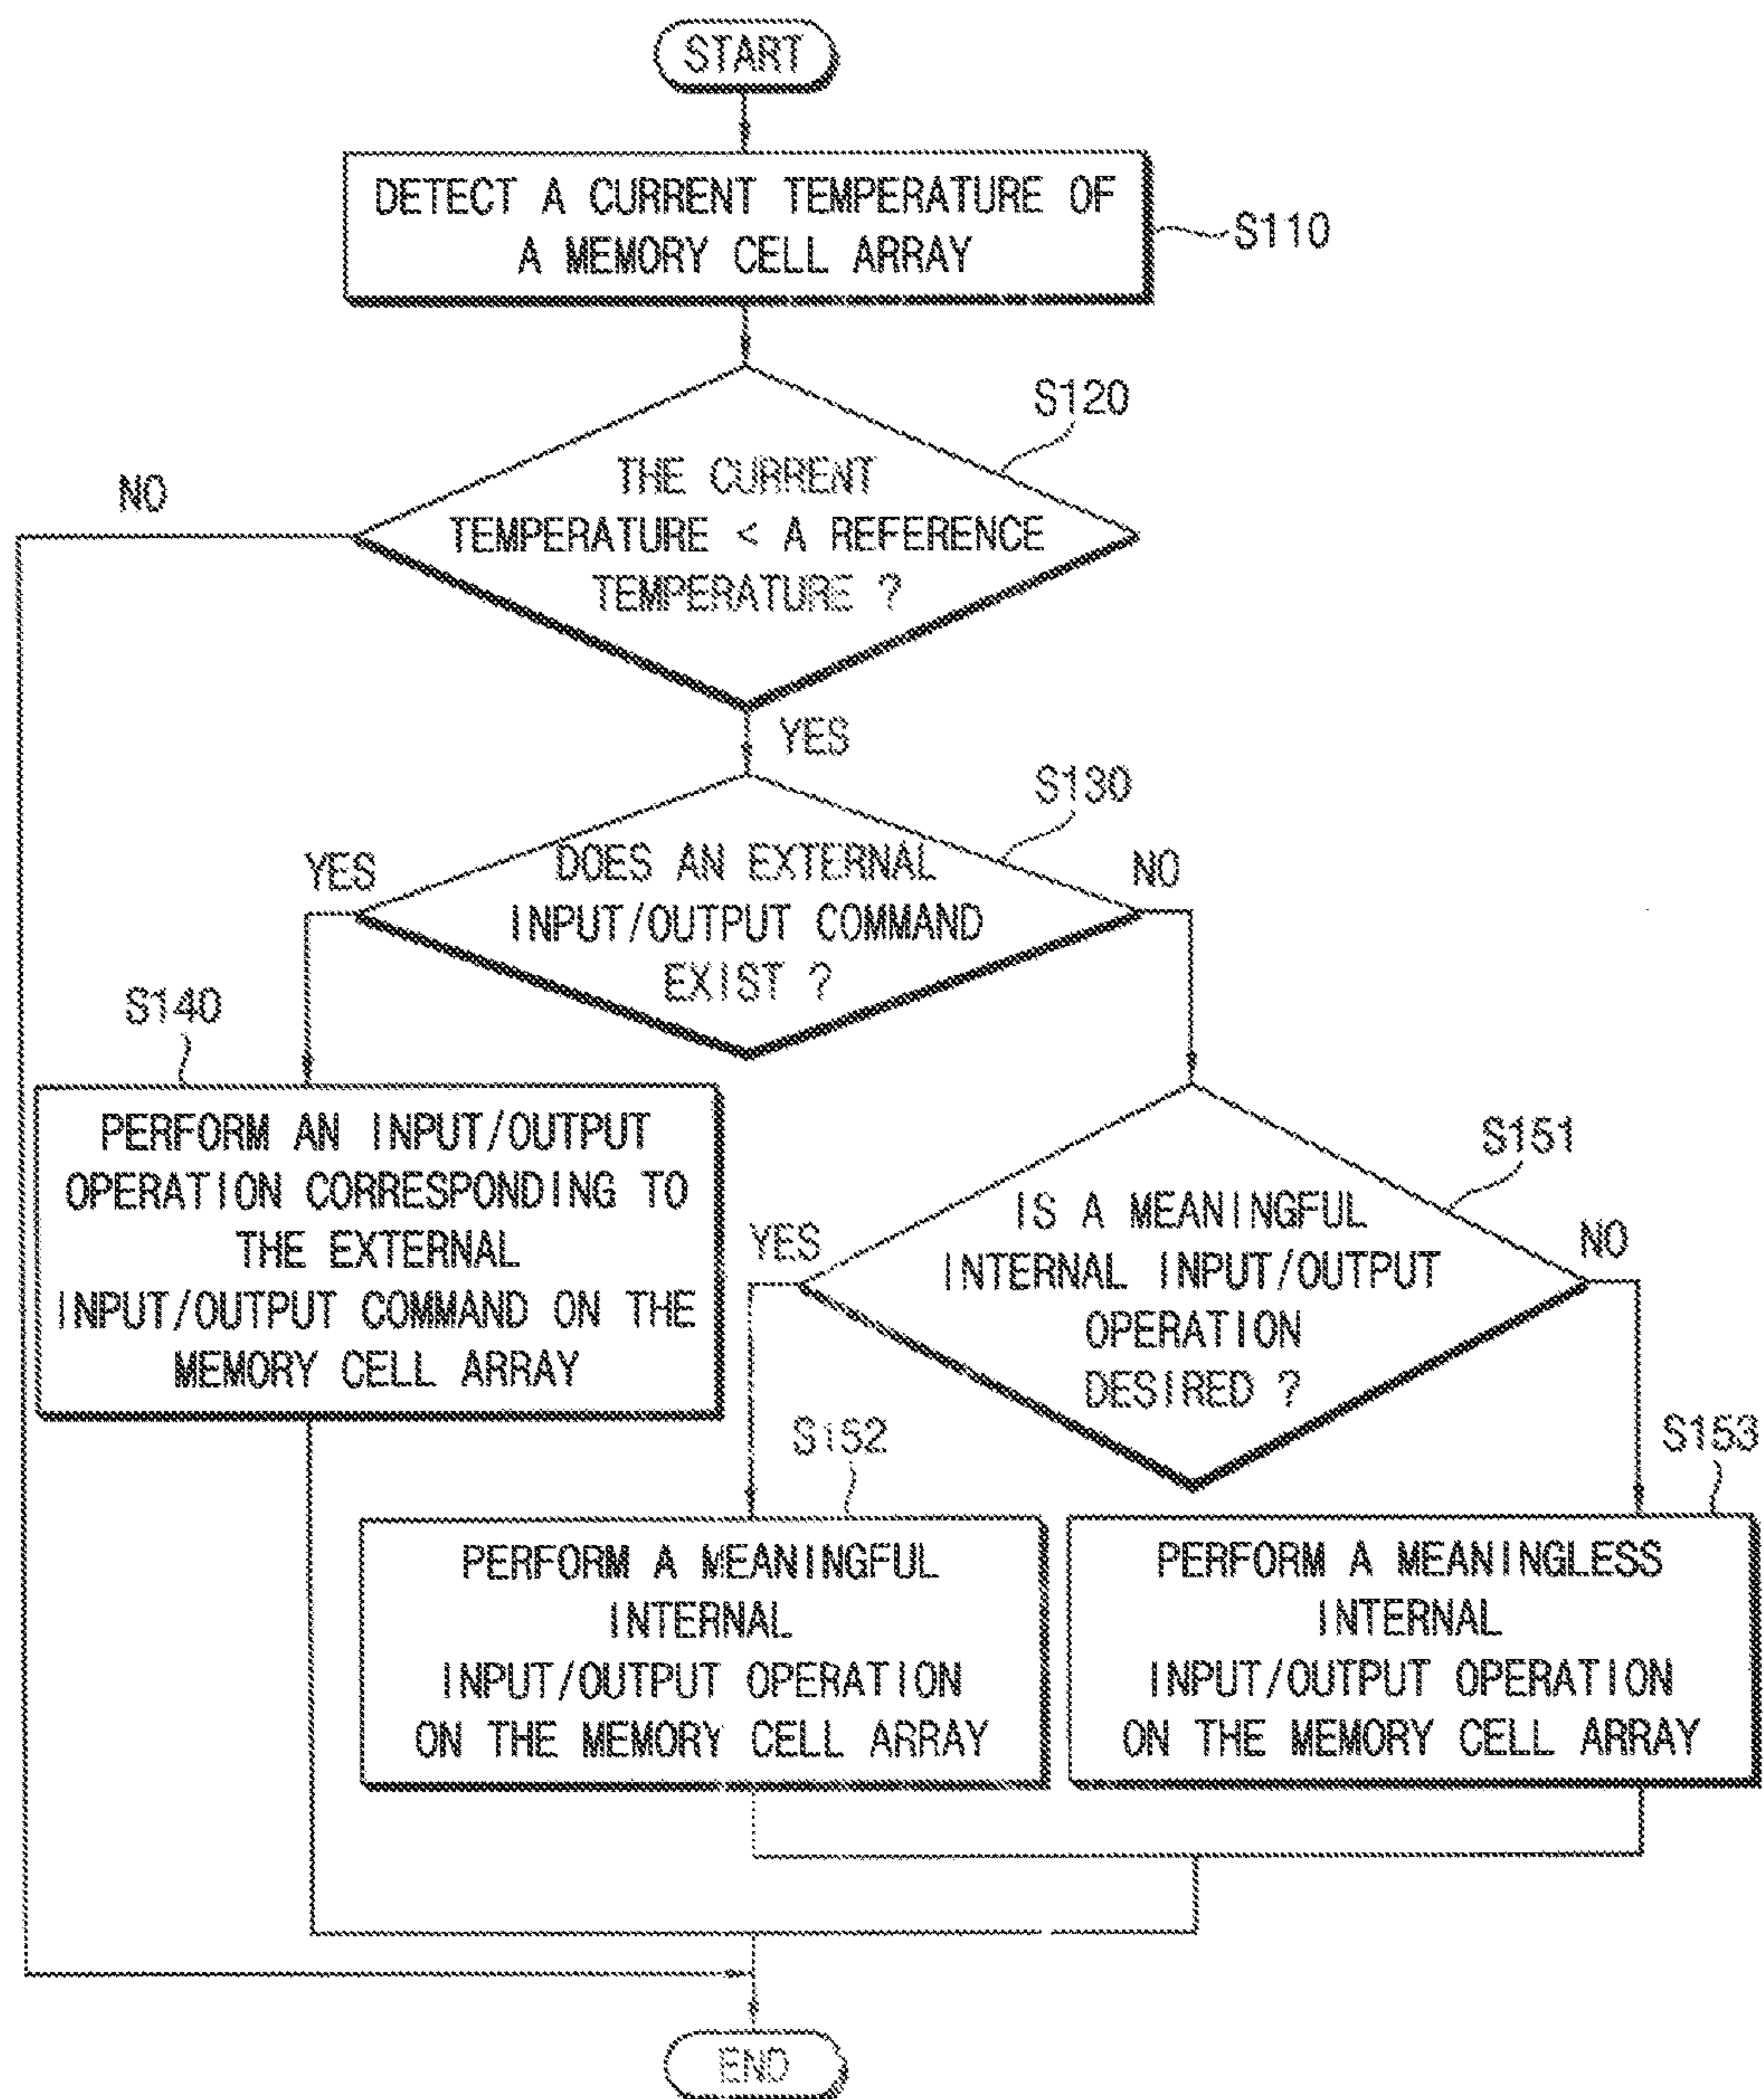 START
DETECT A CURRENT TEMPERATURE OF
A MEMORY CELL ARRAY
S110
S120
NO
THE CURRENT
TEMPERATURE < A REFERENCE
TEMPERATURE ?
YES
S130
YES
DOES AN EXTERNAL
NO
INPUT/OUTPUT COMMAND
EXIST ?
S140
PERFORM AN INPUT/OUTPUT
OPERATION CORRESPONDING TO
THE EXTERNAL
INPUT/OUTPUT COMMAND ON THE
MEMORY CELL ARRAY
S151
YES
IS A MEANINGFUL
INTERNAL INPUT/OUTPUT
OPERATION
DESIRED ?
NO
S152
S153
PERFORM A MEANINGFUL
INTERNAL
INPUT/OUTPUT OPERATION
ON THE MEMORY CELL ARRAY
PERFORM A MEANINGLESS
INTERNAL
INPUT/OUTPUT OPERATION
ON THE MEMORY CELL ARRAY
END